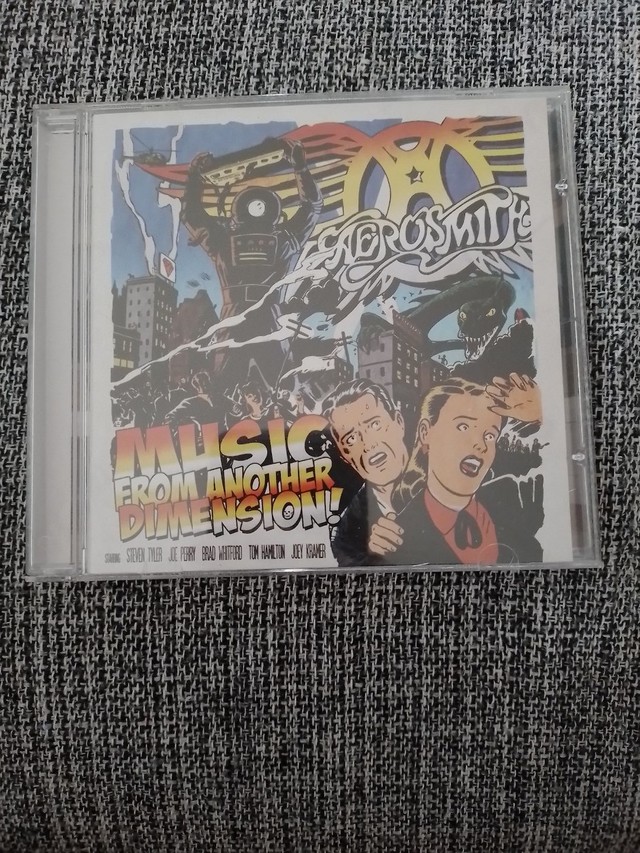 AEROSMITH
MUSIC
FROM ANOTHER
DIMENSION!
STARRING STEVEN TYLER JOE PERRY BRAD WHITFORD TOM HAMILTON JOEY KRAMER